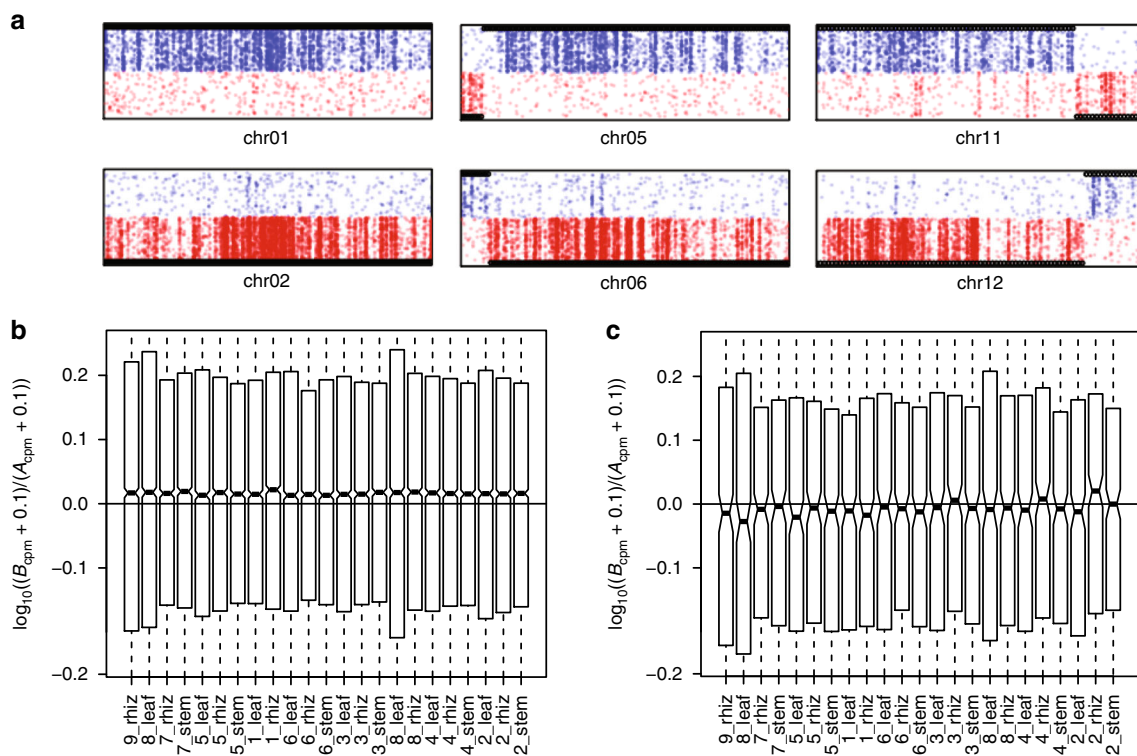 a
chr01
chr05
chr11
chr02
chr06
chr12
b
log10((Bcpm + 0.1)/(Acpm + 0.1))
0.2
0.1
0.0
−0.1
−0.2
9_rhiz
8_leaf
7_rhiz
7_stem
5_leaf
5_rhiz
5_stem
1_leaf
1_rhiz
6_leaf
6_rhiz
6_stem
3_leaf
3_rhiz
3_stem
8_leaf
8_rhiz
4_leaf
4_rhiz
4_stem
2_leaf
2_rhiz
2_stem
c
log10((Bcpm + 0.1)/(Acpm + 0.1))
0.2
0.1
0.0
−0.1
−0.2
9_rhiz
8_leaf
7_rhiz
7_stem
5_leaf
5_rhiz
5_stem
1_leaf
1_rhiz
6_leaf
6_rhiz
6_stem
3_leaf
3_rhiz
3_stem
8_leaf
8_rhiz
4_leaf
4_rhiz
4_stem
2_leaf
2_rhiz
2_stem